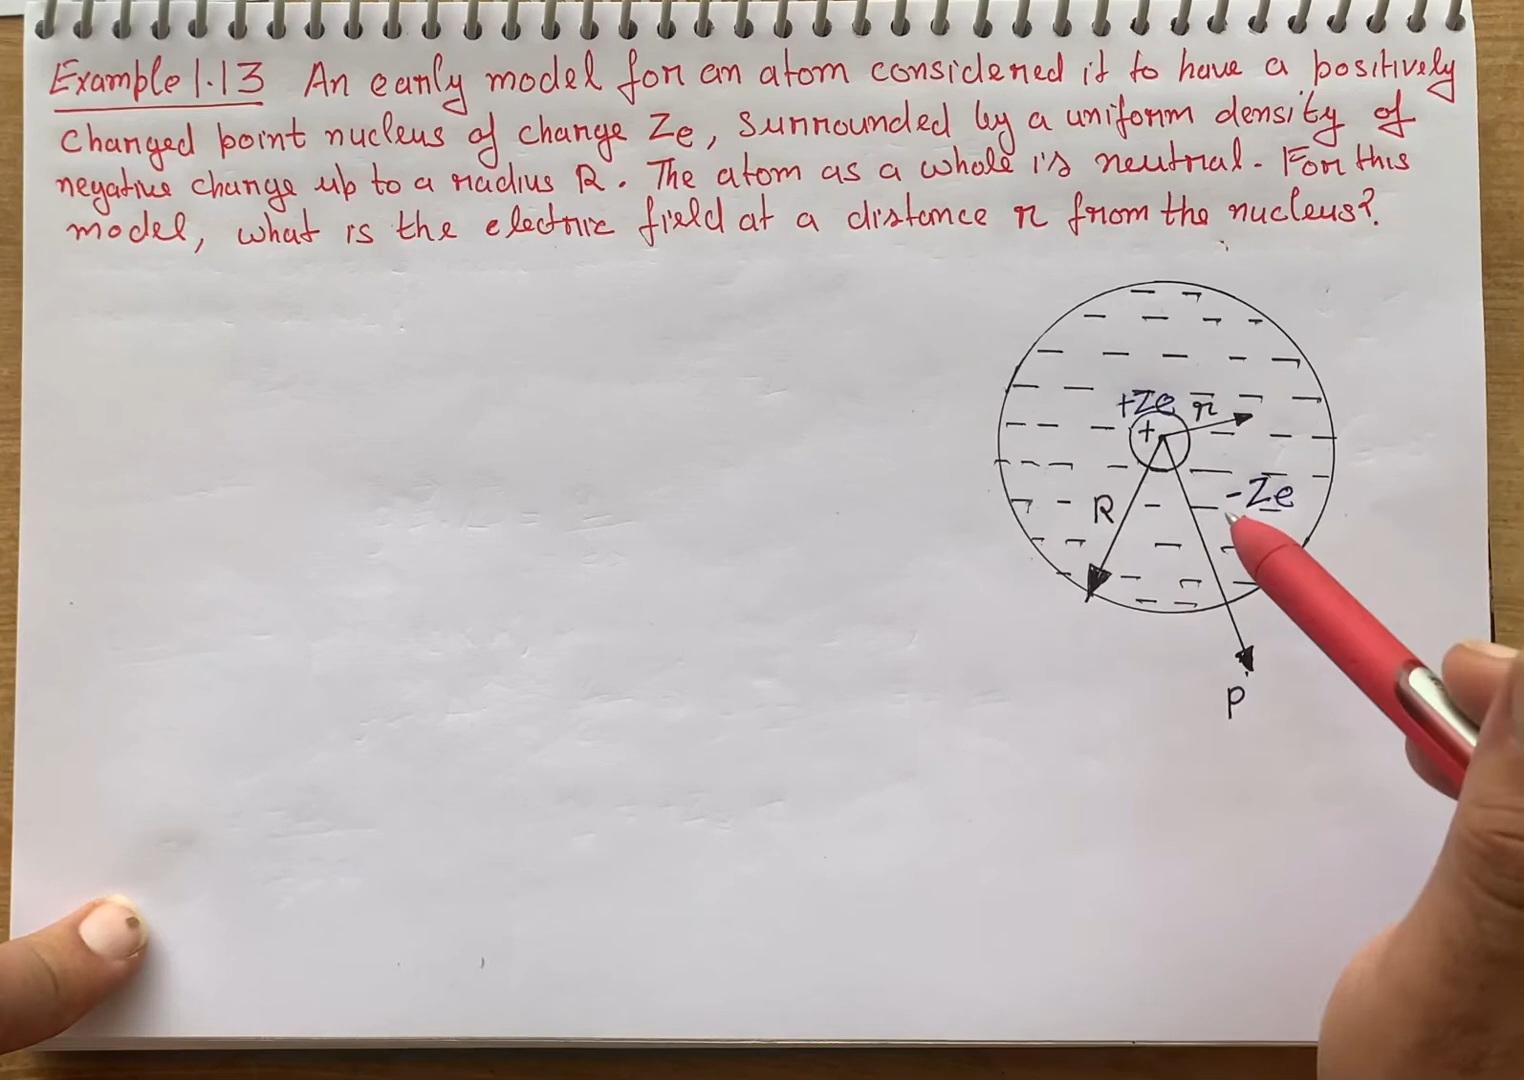 Example 1.13 An early model for an atom considered it to have a positively
charged point nucleus of charge Ze, surrounded by a uniform density of
negative charge up to a radius R. The atom as a whole is neutral. For this
model, what is the electric field at a distance r from the nucleus?
+Ze r
+
-Ze
R
P